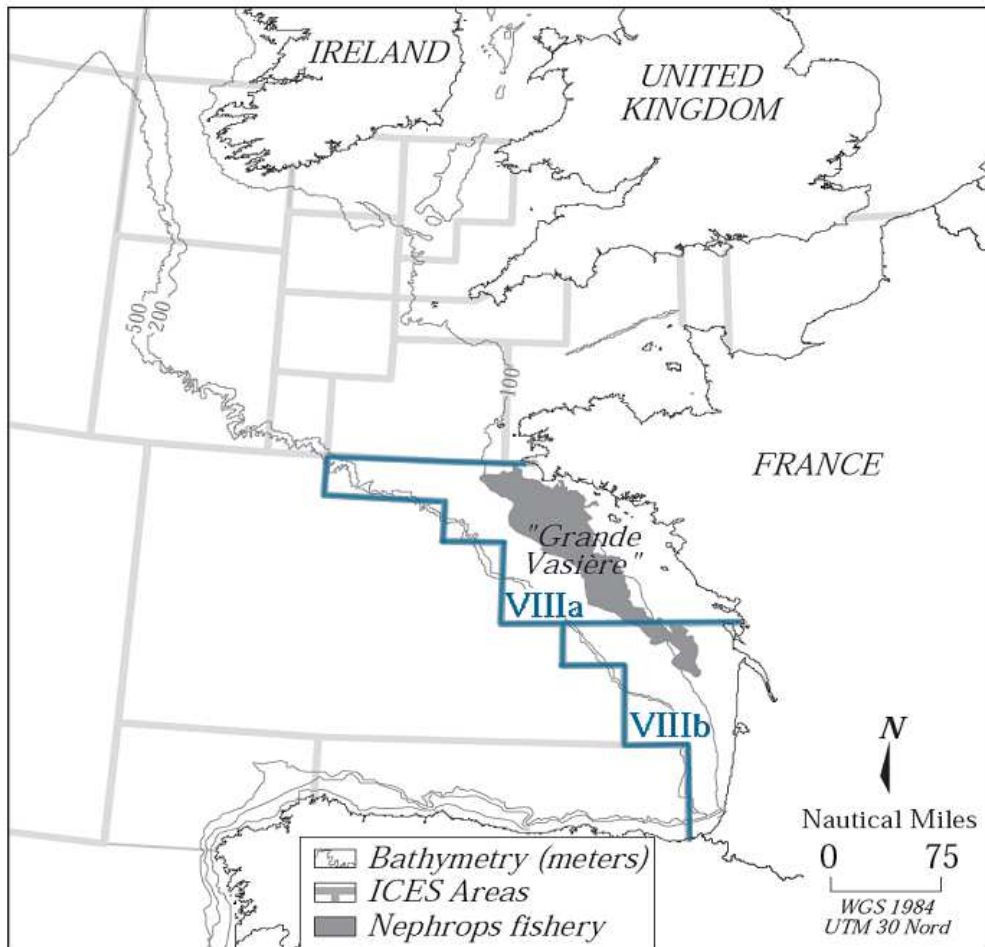 IRELAND
UNITED
KINGDOM
500
200
100
FRANCE
"Grande
Vasière"
VIIIa
VIIIb
N
Nautical Miles
0 75
WGS 1984
UTM 30 Nord
Bathymetry (meters)
ICES Areas
Nephrops fishery